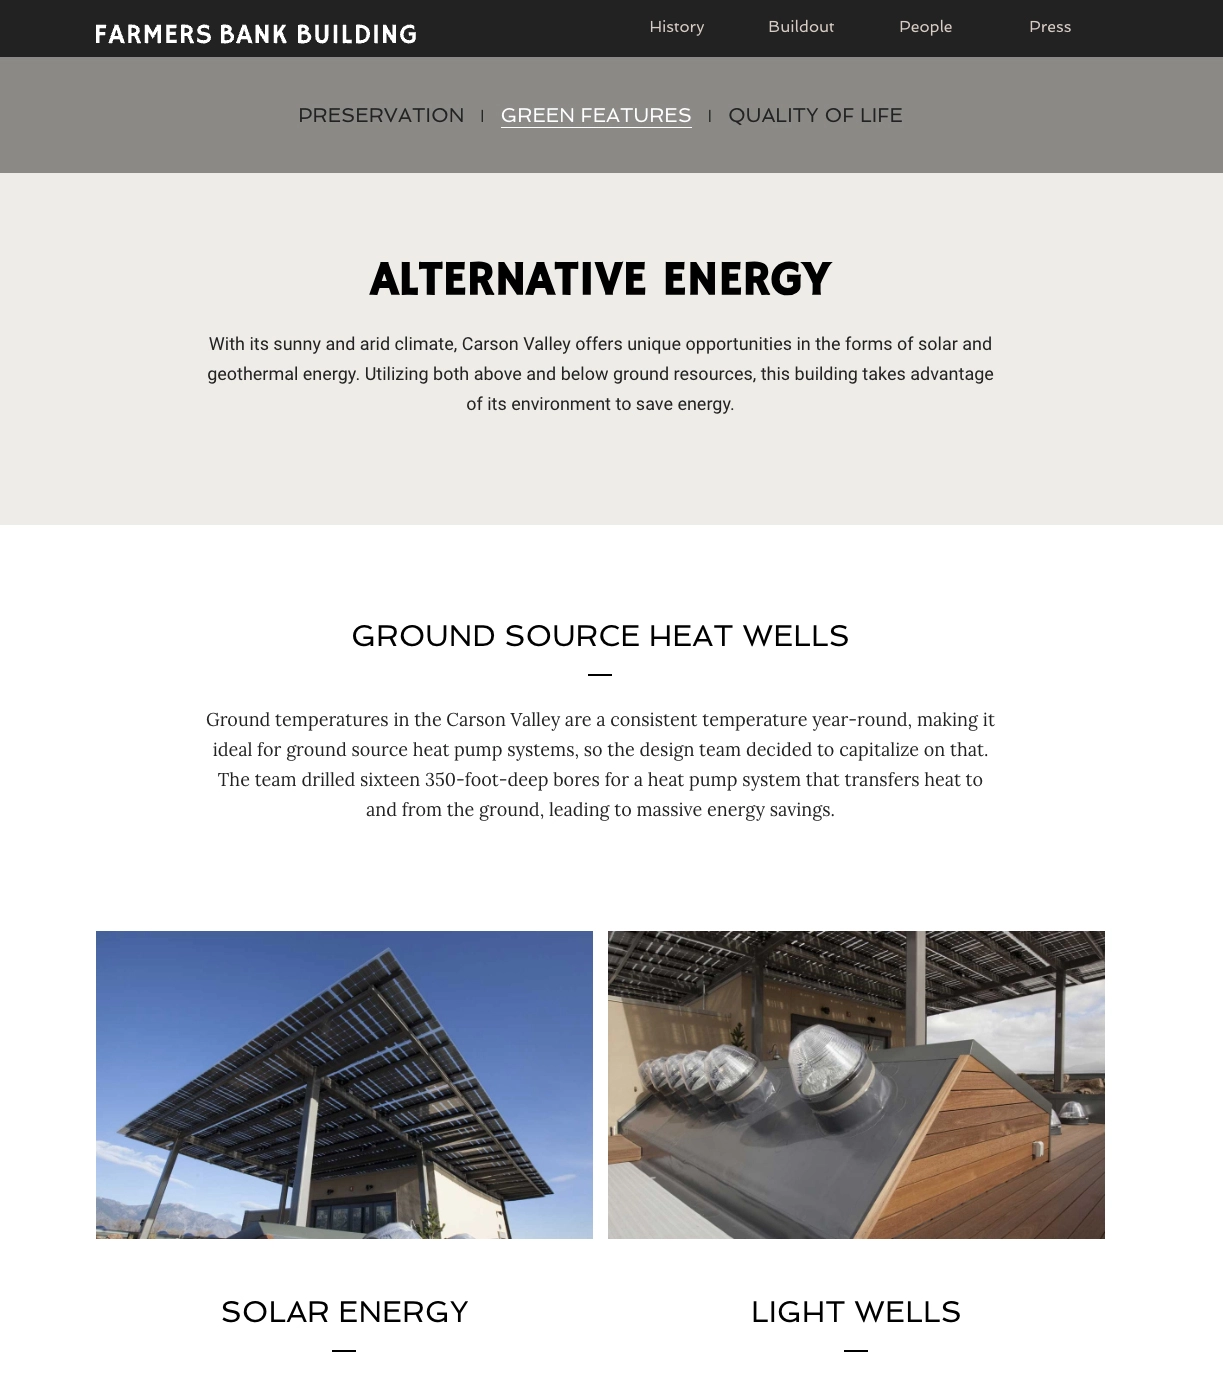 FARMERS BANK BUILDING
History Buildout People Press
PRESERVATION | GREEN FEATURES | QUALITY OF LIFE
ALTERNATIVE ENERGY
With its sunny and arid climate, Carson Valley offers unique opportunities in the forms of solar and
geothermal energy. Utilizing both above and below ground resources, this building takes advantage
of its environment to save energy.
GROUND SOURCE HEAT WELLS
Ground temperatures in the Carson Valley are a consistent temperature year-round, making it
ideal for ground source heat pump systems, so the design team decided to capitalize on that.
The team drilled sixteen 350-foot-deep bores for a heat pump system that transfers heat to
and from the ground, leading to massive energy savings.
SOLAR ENERGY
LIGHT WELLS